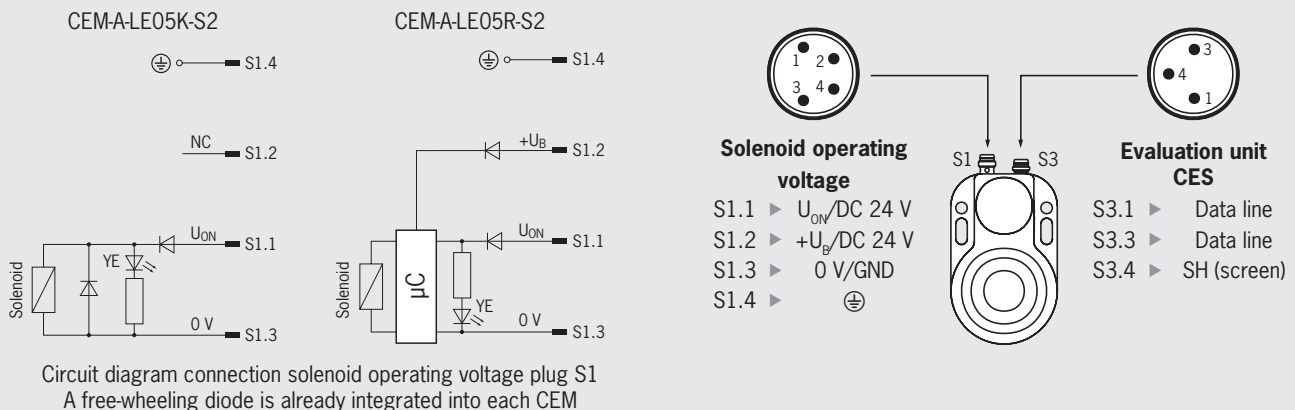 CEM-A-LE05K-S2
S1.4
NC
S1.2
UON
S1.1
YE
Solenoid
0 V
S1.3
CEM-A-LE05R-S2
S1.4
+UB
S1.2
UON
S1.1
Solenoid
µC
YE
0 V
S1.3
Circuit diagram connection solenoid operating voltage plug S1
A free-wheeling diode is already integrated into each CEM
1 2
3 4
Solenoid operating
voltage
S1.1 ▶ UON/DC 24 V
S1.2 ▶ +UB/DC 24 V
S1.3 ▶ 0 V/GND
S1.4 ▶
S1 S3
3
4
1
Evaluation unit
CES
S3.1 ▶ Data line
S3.3 ▶ Data line
S3.4 ▶ SH (screen)